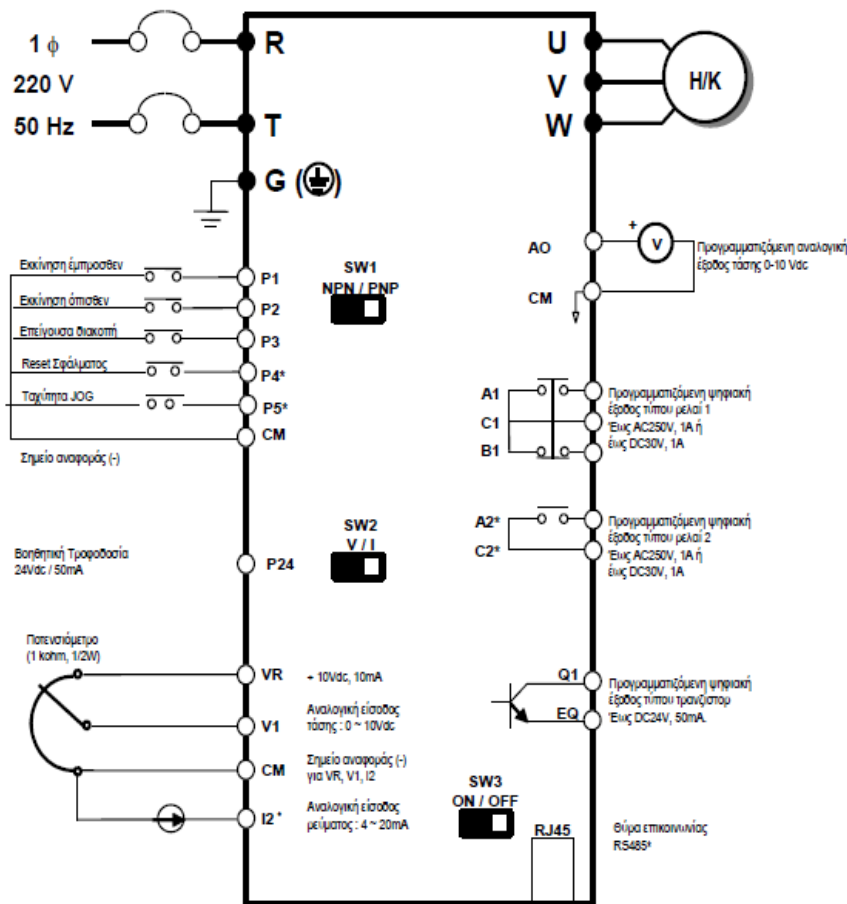 1 ϕ
220 V
50 Hz
R
T
G
U
V
W
H/K
Εκκίνηση έμπροσθεν
P1
Εκκίνηση όπισθεν
P2
Επείγουσα διακοπή
P3
Reset Σφάλματος
P4*
Ταχύτητα JOG
P5*
CM
Σημείο αναφοράς (-)
SW1
NPN / PNP
AO
+
V
CM
Προγραμματιζόμενη αναλογική
έξοδος τάσης 0-10 Vdc
A1
C1
B1
Προγραμματιζόμενη ψηφιακή
έξοδος τύπου ρελαί 1
Έως AC250V, 1A ή
έως DC30V, 1A
SW2
V / I
A2*
C2*
Προγραμματιζόμενη ψηφιακή
έξοδος τύπου ρελαί 2
Έως AC250V, 1A ή
έως DC30V, 1A
Βοηθητική Τροφοδοσία
24Vdc / 50mA
P24
Ποτενσιόμετρο
(1 kohm, 1/2W)
VR
+ 10Vdc, 10mA
V1
Αναλογική είσοδος
τάσης : 0 ~ 10Vdc
CM
Σημείο αναφοράς (-)
για VR, V1, I2
I2*
Αναλογική είσοδος
ρεύματος : 4 ~ 20mA
Q1
EQ
Προγραμματιζόμενη ψηφιακή
έξοδος τύπου τρανζίστορ
Έως DC24V, 50mA.
SW3
ON / OFF
RJ45
Θύρα επικοινωνίας
RS485*